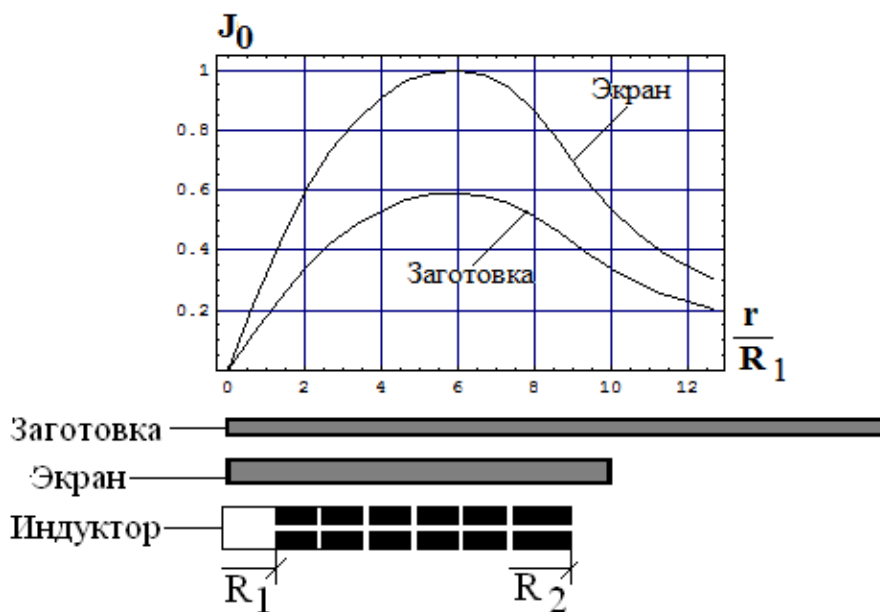 J₀
1
Экран
0.8
0.6
0.4
Заготовка
0.2
r
R₁
0 2 4 6 8 10 12
Заготовка
Экран
Индуктор
R₁ R₂